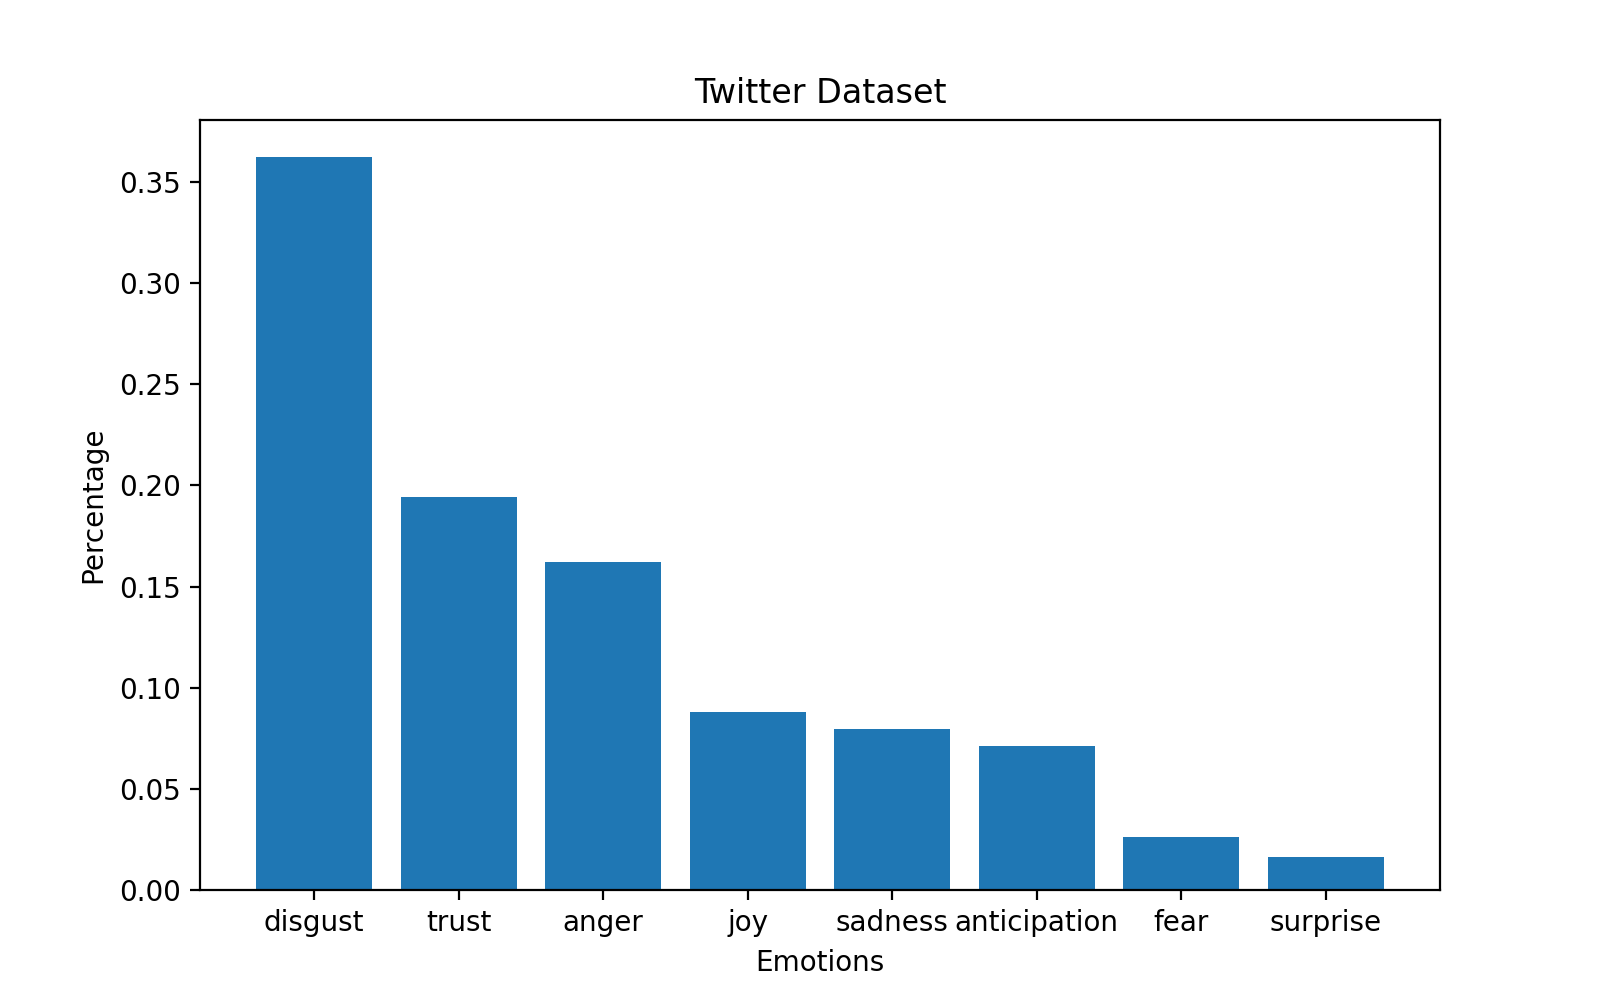 Twitter Dataset
Percentage
0.35
0.30
0.25
0.20
0.15
0.10
0.05
0.00
disgust trust anger joy sadness anticipation fear surprise
Emotions